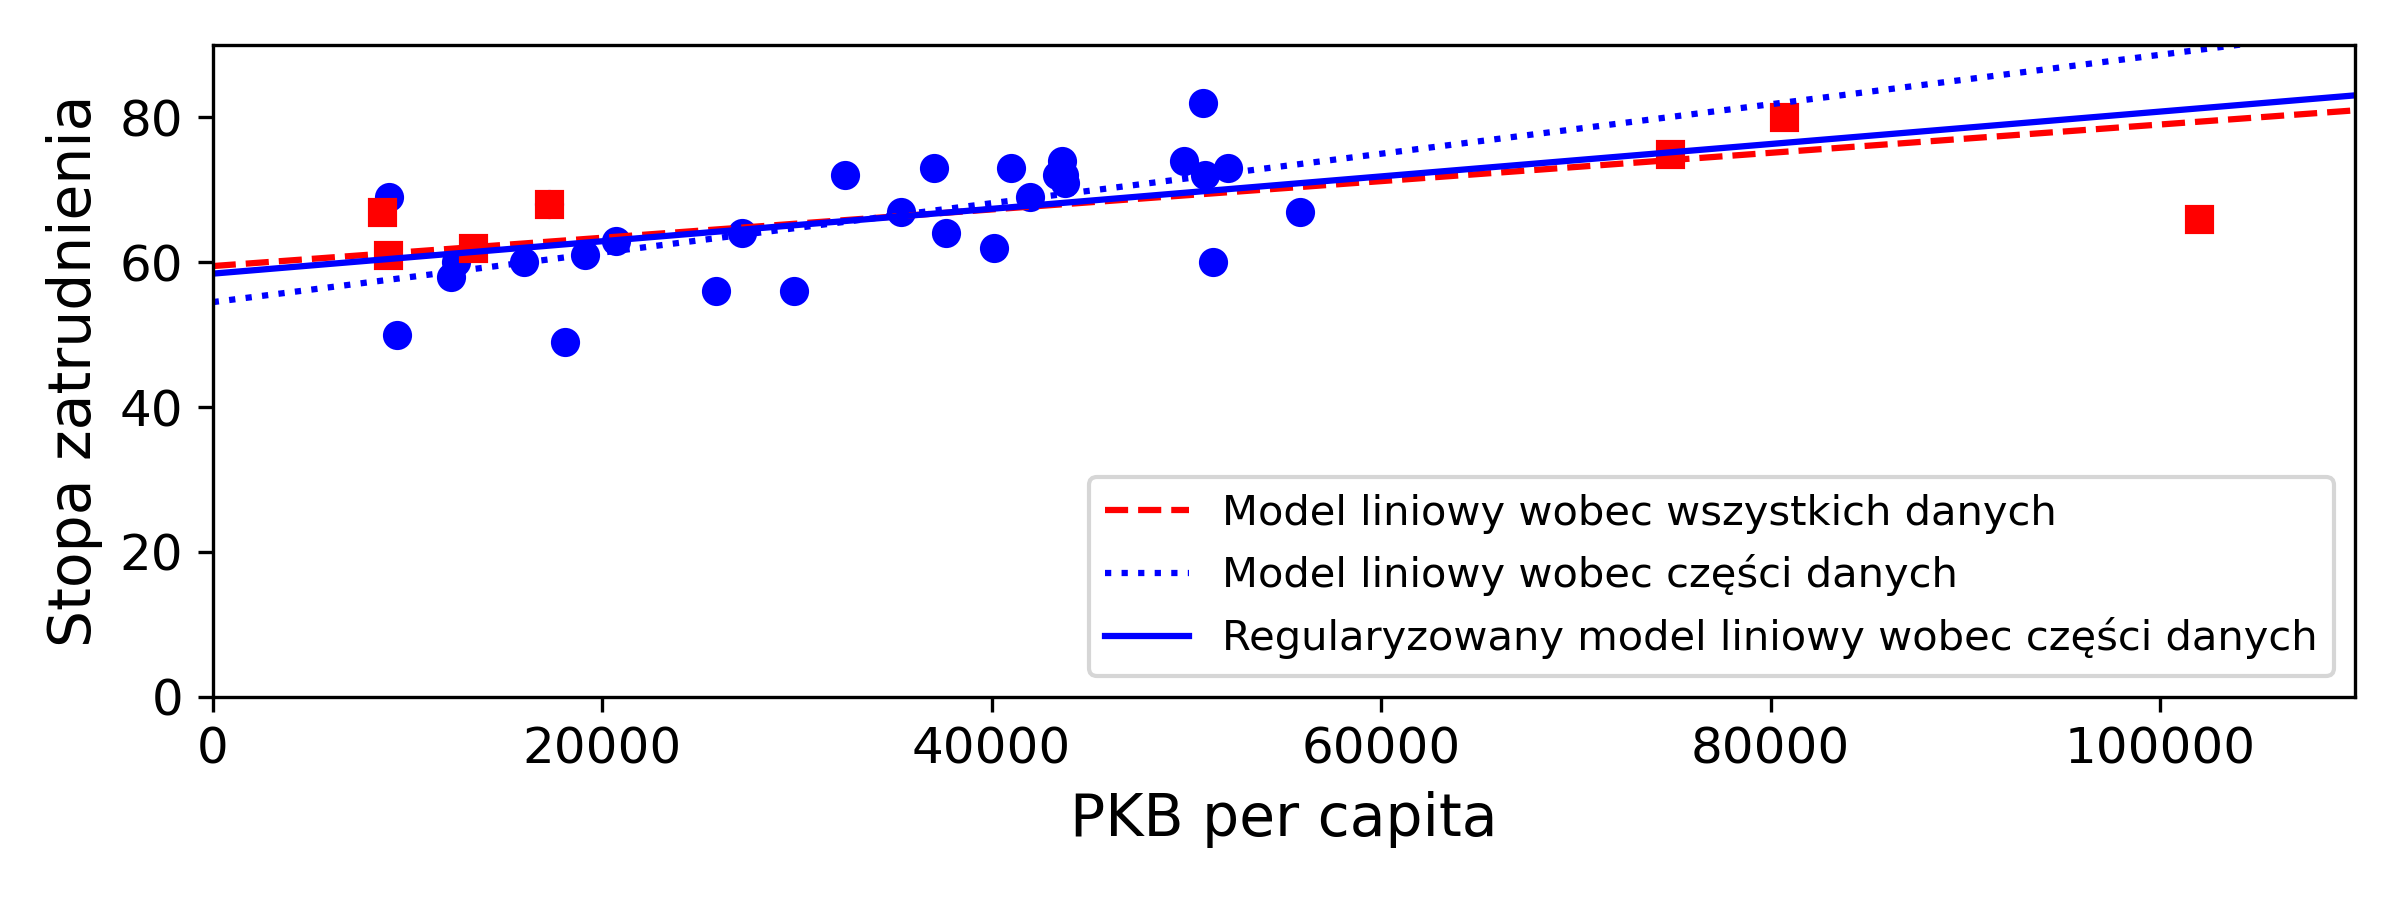 Stopa zatrudnienia
80
60
40
20
0
Model liniowy wobec wszystkich danych
Model liniowy wobec części danych
Regularyzowany model liniowy wobec części danych
0 20000 40000 60000 80000 100000
PKB per capita